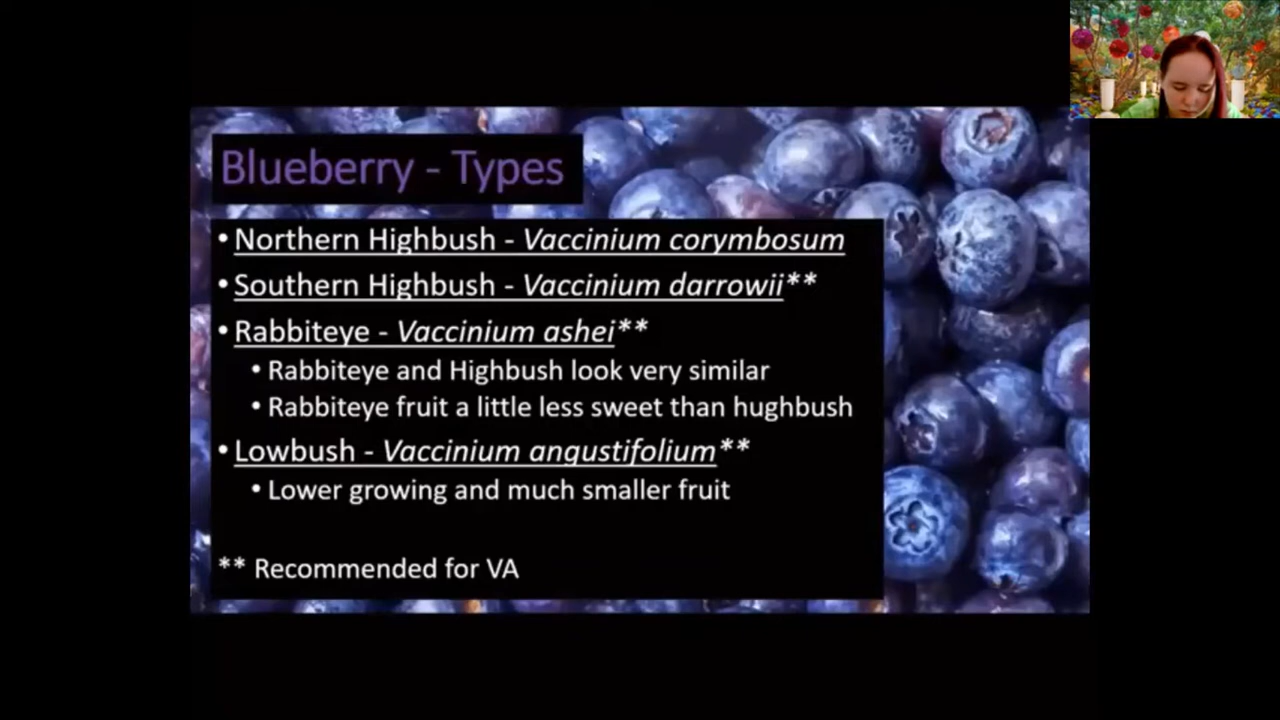 Blueberry - Types
• Northern Highbush - Vaccinium corymbosum
• Southern Highbush - Vaccinium darrowii**
• Rabbiteye - Vaccinium ashei**
• Rabbiteye and Highbush look very similar
• Rabbiteye fruit a little less sweet than hughbush
• Lowbush - Vaccinium angustifolium**
• Lower growing and much smaller fruit
** Recommended for VA